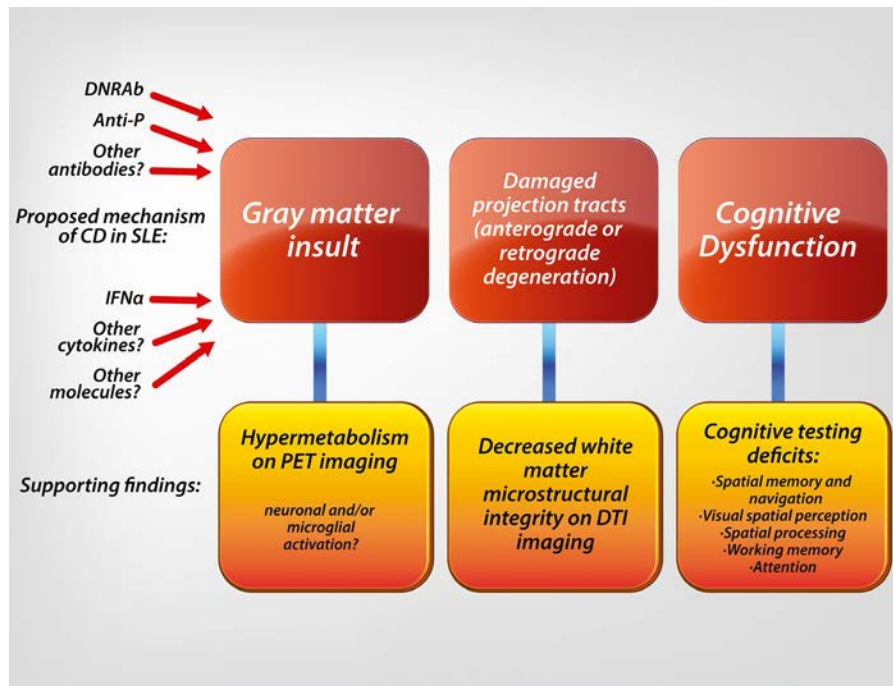 DNRAb
Anti-P
Other
antibodies?
Proposed mechanism
of CD in SLE:
IFNα
Other
cytokines?
Other
molecules?
Gray matter
insult
Damaged
projection tracts
(anterograde or
retrograde
degeneration)
Cognitive
Dysfunction
Supporting findings:
Hypermetabolism
on PET imaging
neuronal and/or
microglial
activation?
Decreased white
matter
microstructural
integrity on DTI
imaging
Cognitive testing
deficits:
·Spatial memory and
navigation
·Visual spatial perception
·Spatial processing
·Working memory
·Attention